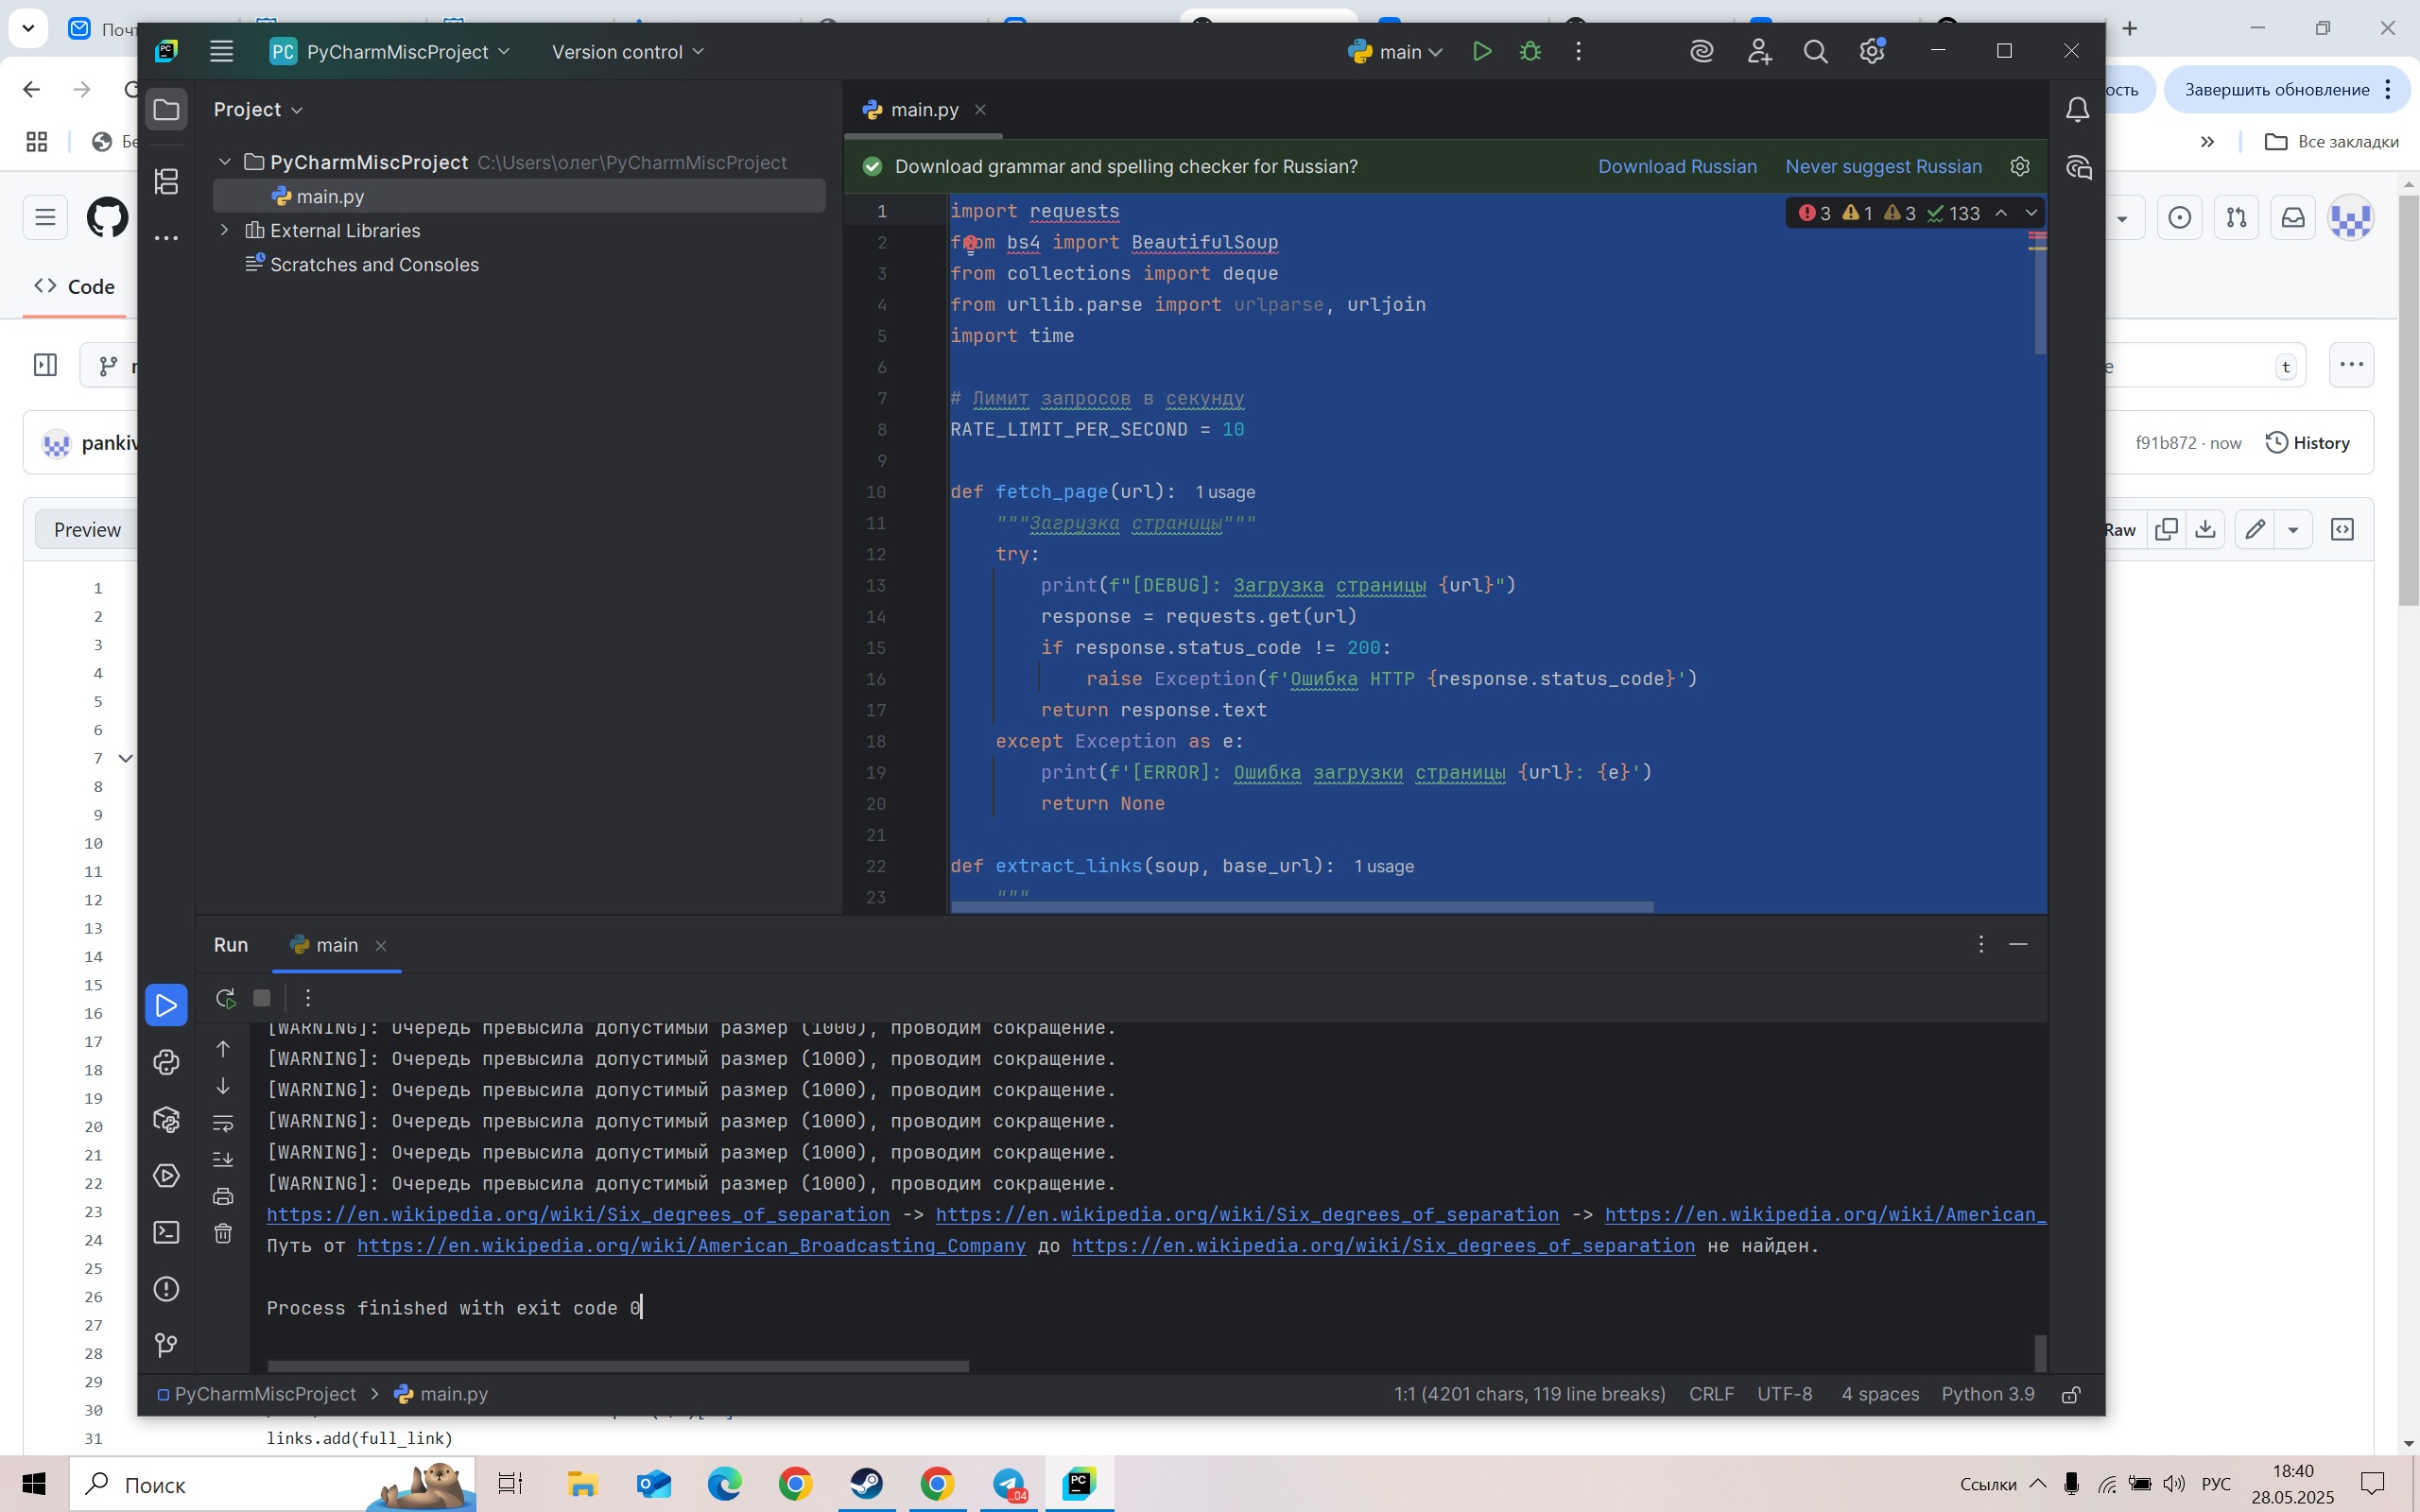 PC PyCharmMiscProject Version control main
Завершить обновление
Все закладки
Project
main.py
PyCharmMiscProject C:\Users\олег\PyCharmMiscProject
main.py
External Libraries
Scratches and Consoles
Download grammar and spelling checker for Russian? Download Russian Never suggest Russian
3 1 3 133
1 import requests
2 from bs4 import BeautifulSoup
3 from collections import deque
4 from urllib.parse import urlparse, urljoin
5 import time
6
7 # Лимит запросов в секунду
8 RATE_LIMIT_PER_SECOND = 10
9
10 def fetch_page(url): 1 usage
11 """Загрузка страницы"""
12 try:
13 print(f"[DEBUG]: Загрузка страницы {url}")
14 response = requests.get(url)
15 if response.status_code != 200:
16 raise Exception(f'Ошибка HTTP {response.status_code}')
17 return response.text
18 except Exception as e:
19 print(f'[ERROR]: Ошибка загрузки страницы {url}: {e}')
20 return None
21
22 def extract_links(soup, base_url): 1 usage
23 """
Run main
[WARNING]: Очередь превысила допустимый размер (1000), проводим сокращение.
[WARNING]: Очередь превысила допустимый размер (1000), проводим сокращение.
[WARNING]: Очередь превысила допустимый размер (1000), проводим сокращение.
[WARNING]: Очередь превысила допустимый размер (1000), проводим сокращение.
[WARNING]: Очередь превысила допустимый размер (1000), проводим сокращение.
[WARNING]: Очередь превысила допустимый размер (1000), проводим сокращение.
https://en.wikipedia.org/wiki/Six_degrees_of_separation -> https://en.wikipedia.org/wiki/Six_degrees_of_separation -> https://en.wikipedia.org/wiki/American_
Путь от https://en.wikipedia.org/wiki/American_Broadcasting_Company до https://en.wikipedia.org/wiki/Six_degrees_of_separation не найден.
Process finished with exit code 0
PyCharmMiscProject > main.py 1:1 (4201 chars, 119 line breaks) CRLF UTF-8 4 spaces Python 3.9
Code
t
f91b872 · now History
Preview
Raw
1
2
3
4
5
6
7
8
9
10
11
12
13
14
15
16
17
18
19
20
21
22
23
24
25
26
27
28
29
30
31 links.add(full_link)
Поиск
04
PC
Ссылки РУС 18:40
28.05.2025